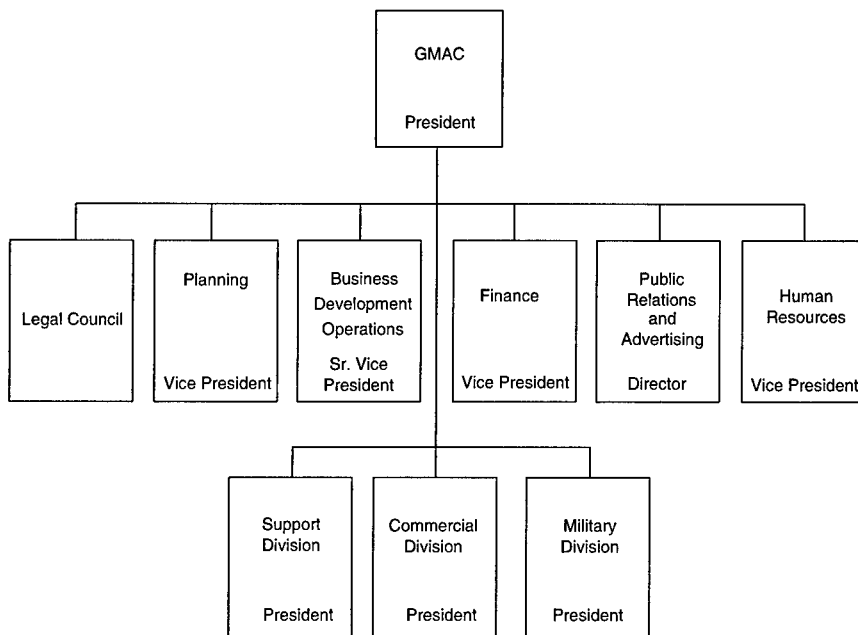 GMAC
President
Legal Council
Planning
Vice President
Business
Development
Operations
Sr. Vice
President
Finance
Vice President
Public
Relations
and
Advertising
Director
Human
Resources
Vice President
Support
Division
President
Commercial
Division
President
Military
Division
President